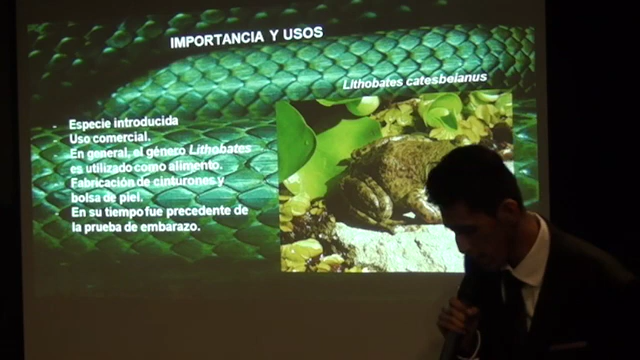 IMPORTANCIA Y USOS
Lithobates catesbeianus
Especie introducida
Uso comercial.
En general, el género Lithobates
es utilizado como alimento.
Fabricación de cinturones y
bolsa de piel.
En su tiempo fue precedente de
la prueba de embarazo.